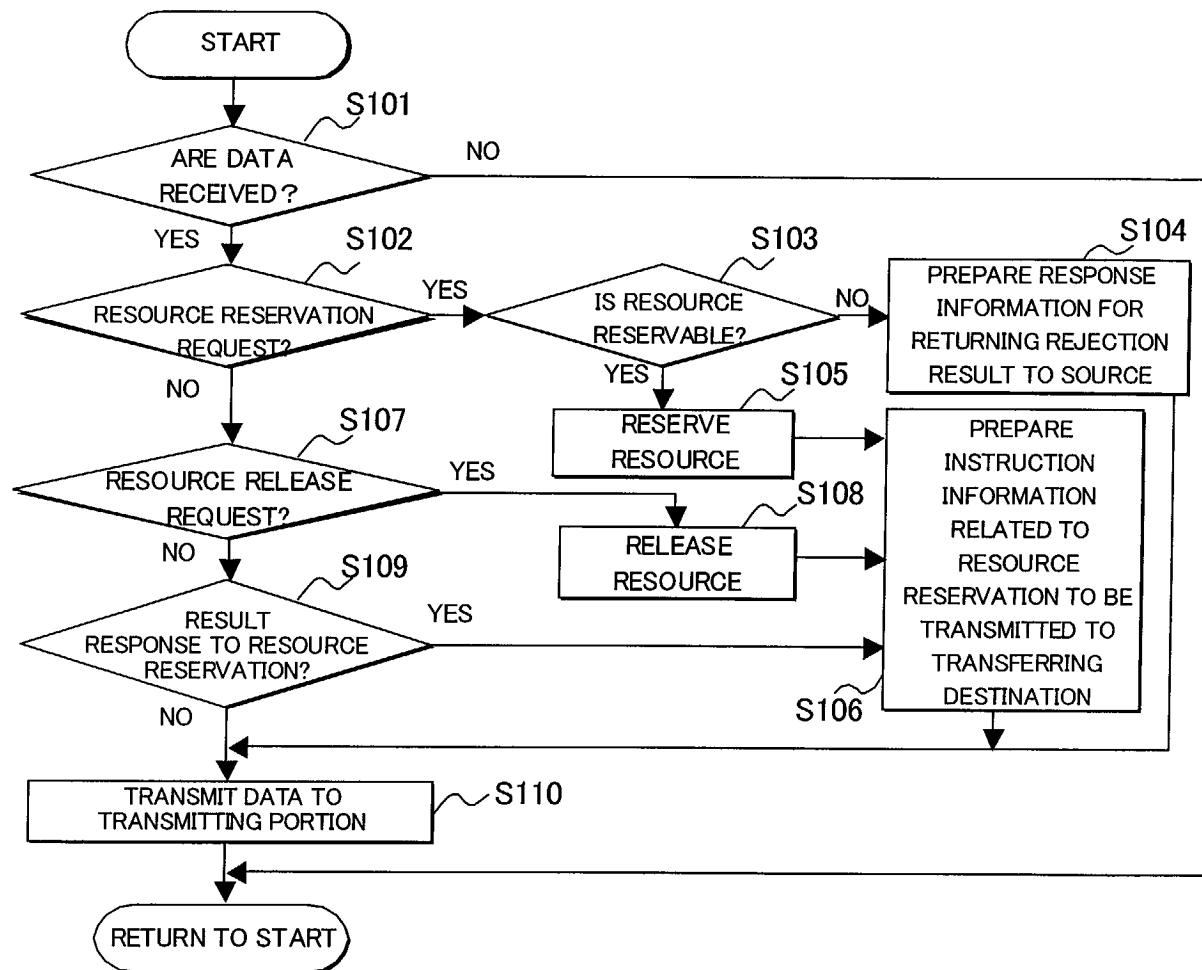 START
S101
ARE DATA
RECEIVED?
NO
YES
S102
RESOURCE RESERVATION
REQUEST?
YES
NO
S103
IS RESOURCE
RESERVABLE?
NO
YES
S104
PREPARE RESPONSE
INFORMATION FOR
RETURNING REJECTION
RESULT TO SOURCE
S105
RESERVE
RESOURCE
PREPARE
INSTRUCTION
INFORMATION
RELATED TO
RESOURCE
RESERVATION TO BE
TRANSMITTED TO
TRANSFERRING
DESTINATION
S106
S107
RESOURCE RELEASE
REQUEST?
YES
NO
S108
RELEASE
RESOURCE
S109
RESULT
RESPONSE TO RESOURCE
RESERVATION?
YES
NO
TRANSMIT DATA TO
TRANSMITTING PORTION
S110
RETURN TO START